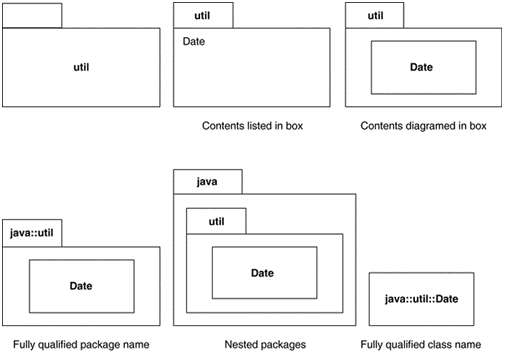 util
util
Date
Contents listed in box
util
Date
Contents diagramed in box
java::util
Date
Fully qualified package name
java
util
Date
Nested packages
java::util::Date
Fully qualified class name